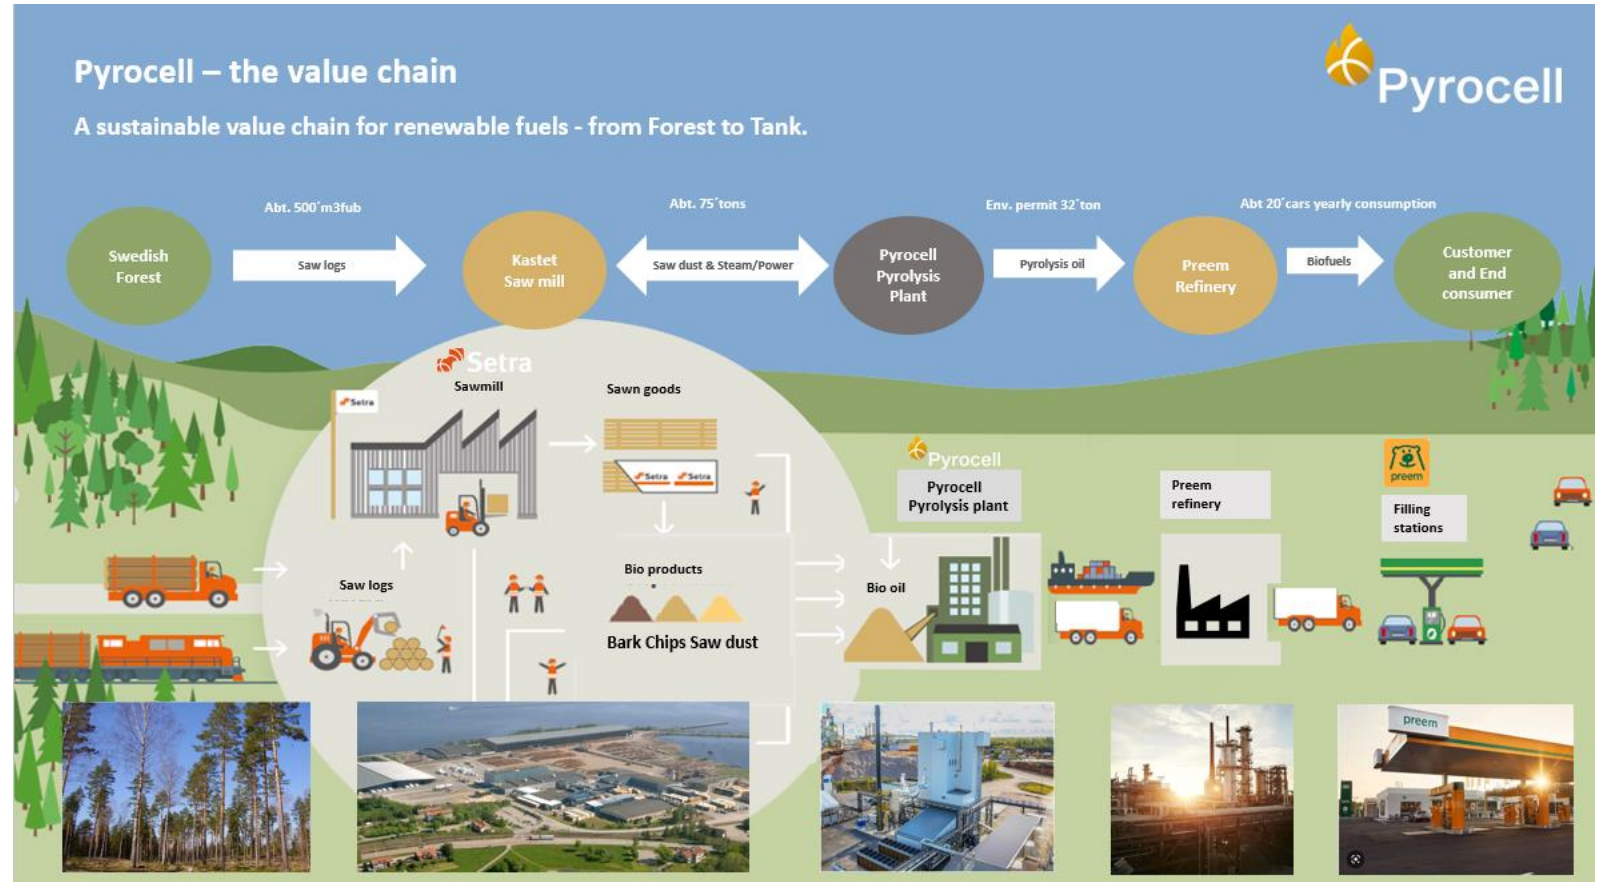 Pyrocell – the value chain
Pyrocell
A sustainable value chain for renewable fuels - from Forest to Tank.
Abt. 500´m3fub
Abt. 75´tons
Env. permit 32´ton
Abt 20´cars yearly consumption
Swedish
Forest
Saw logs
Kastet
Saw mill
Saw dust & Steam/Power
Pyrocell
Pyrolysis
Plant
Pyrolysis oil
Preem
Refinery
Biofuels
Customer
and End
consumer
Setra
Sawmill
Setra
Sawn goods
Setra Setra
Pyrocell
Pyrocell
Pyrolysis plant
Preem
refinery
preem
Filling
stations
Saw logs
Bio products
Bark Chips Saw dust
Bio oil
preem